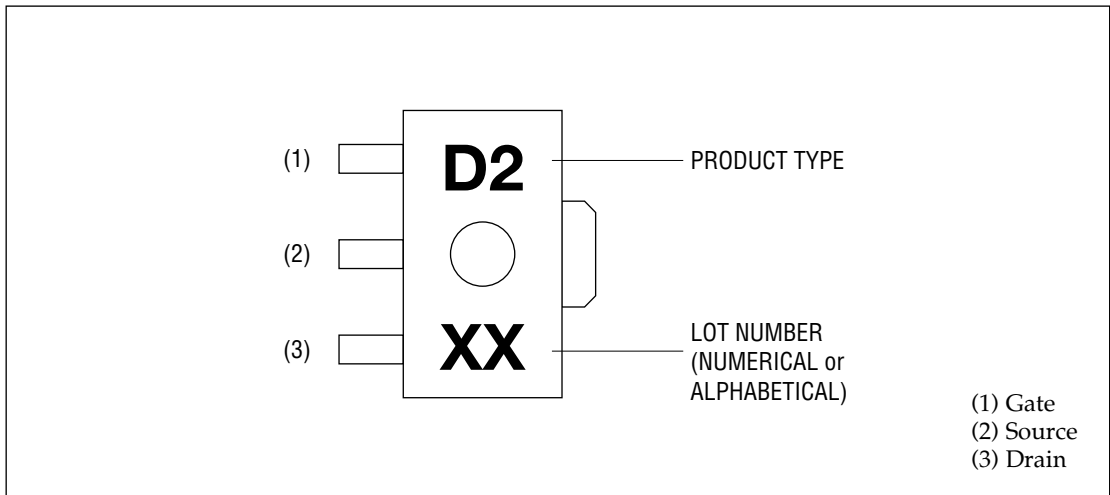 (1)
D2
PRODUCT TYPE
(2)
(3)
XX
LOT NUMBER
(NUMERICAL or
ALPHABETICAL)
(1) Gate
(2) Source
(3) Drain